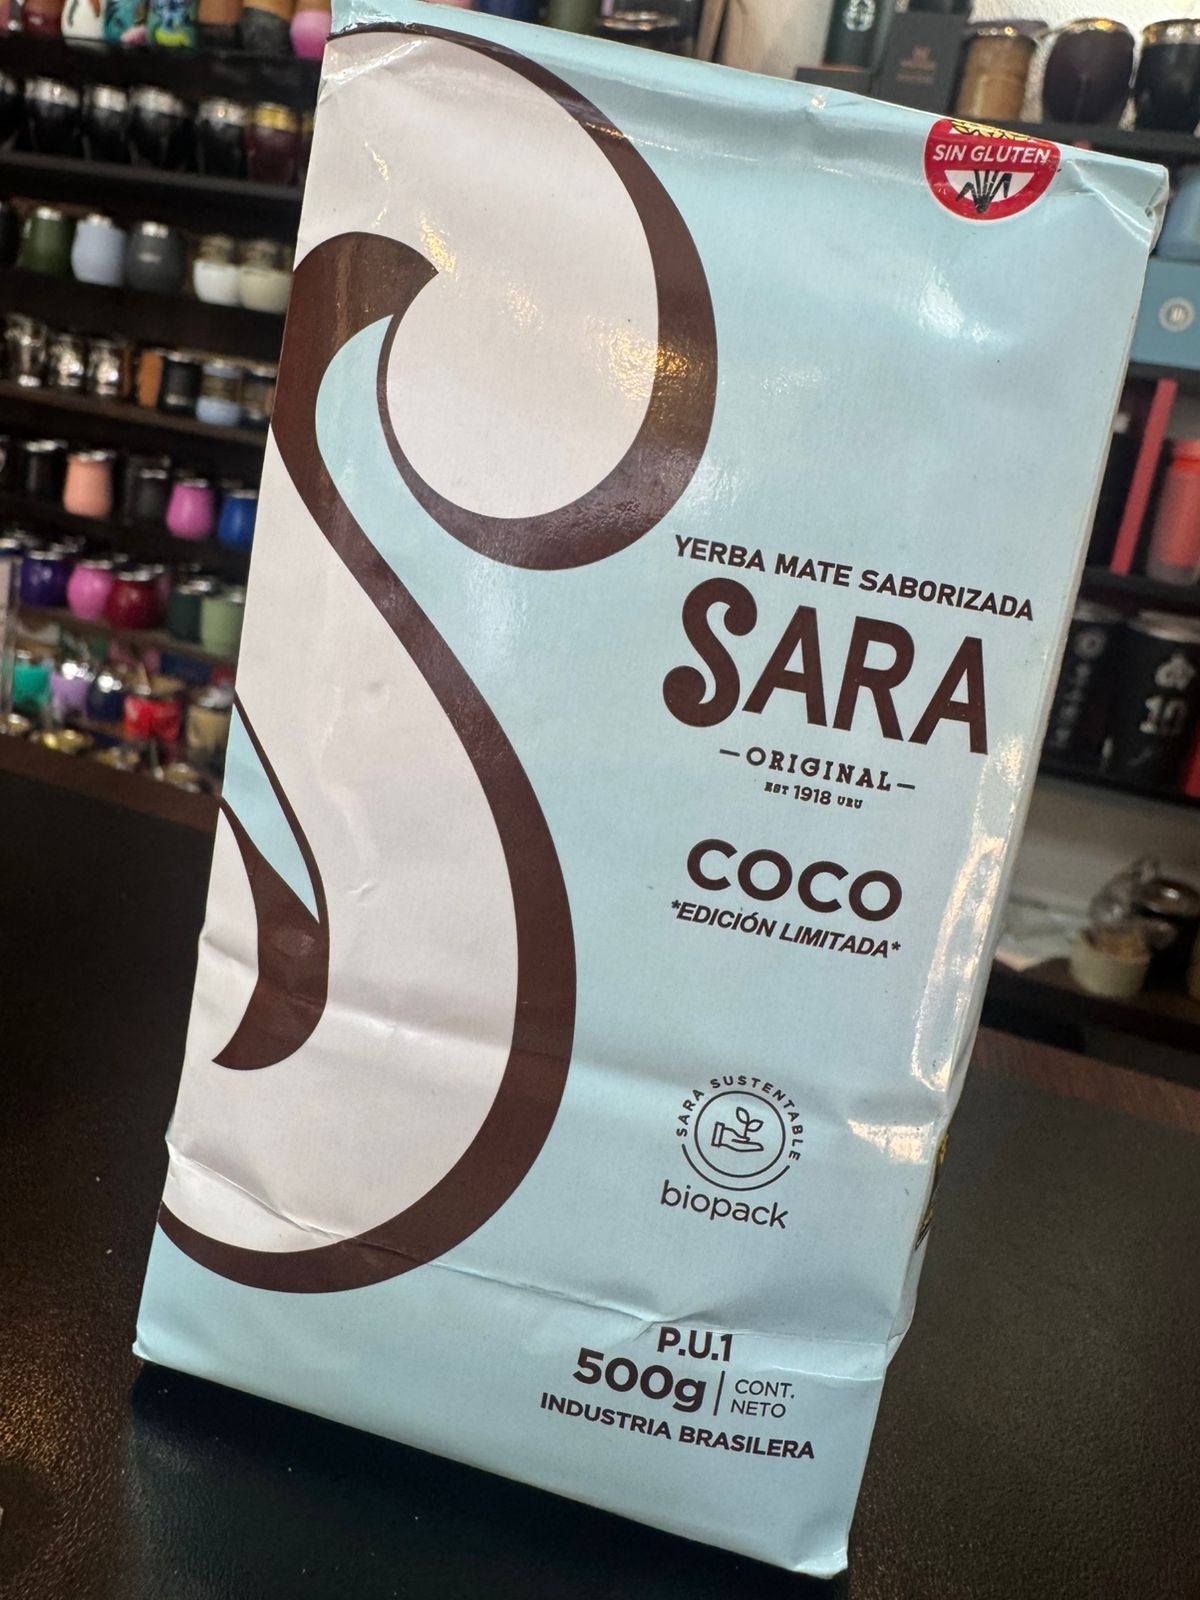 SIN GLUTEN
YERBA MATE SABORIZADA
SARA
—ORIGINAL—
EST 1918 URU
COCO
*EDICIÓN LIMITADA*
SARA SUSTENTABLE
biopack
P.U.1
500g | CONT. NETO
INDUSTRIA BRASILERA
10